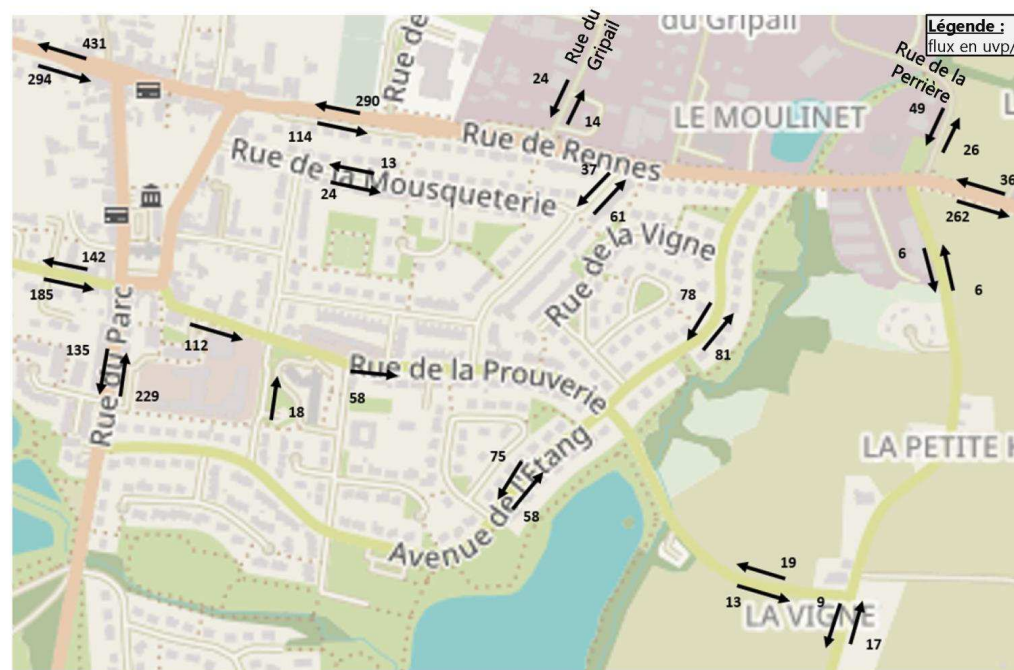 du Gripail
Légende :
flux en uvp/
Rue de
Rue du
Gripail
Rue de la
Perrière
431
294
290
114
24
14
49
26
LE MOULINET
Rue de Rennes
Rue de la Mousqueterie
13
24
37
61
36
262
Rue de la Vigne
142
185
6
6
78
81
112
135
229
Rue du Parc
Rue de la Prouverie
58
18
75
58
Avenue de l'Etang
LA PETITE
19
13
9
17
LA VIGNE